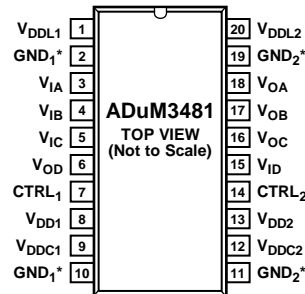 VDDL1 1 20 VDDL2
GND1* 2 19 GND2*
VIA 3 18 VOA
VIB 4 ADuM3481 17 VOB
VIC 5 TOP VIEW 16 VOC
VOD 6 (Not to Scale) 15 VID
CTRL1 7 14 CTRL2
VDD1 8 13 VDD2
VDDC1 9 12 VDDC2
GND1* 10 11 GND2*